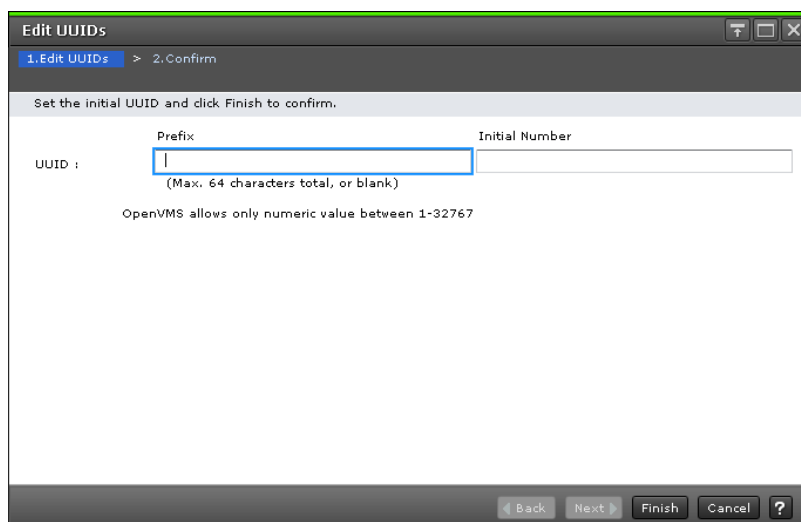 Edit UUIDs
1.Edit UUIDs > 2.Confirm
Set the initial UUID and click Finish to confirm.
Prefix Initial Number
UUID :
(Max. 64 characters total, or blank)
OpenVMS allows only numeric value between 1-32767
Back Next Finish Cancel ?